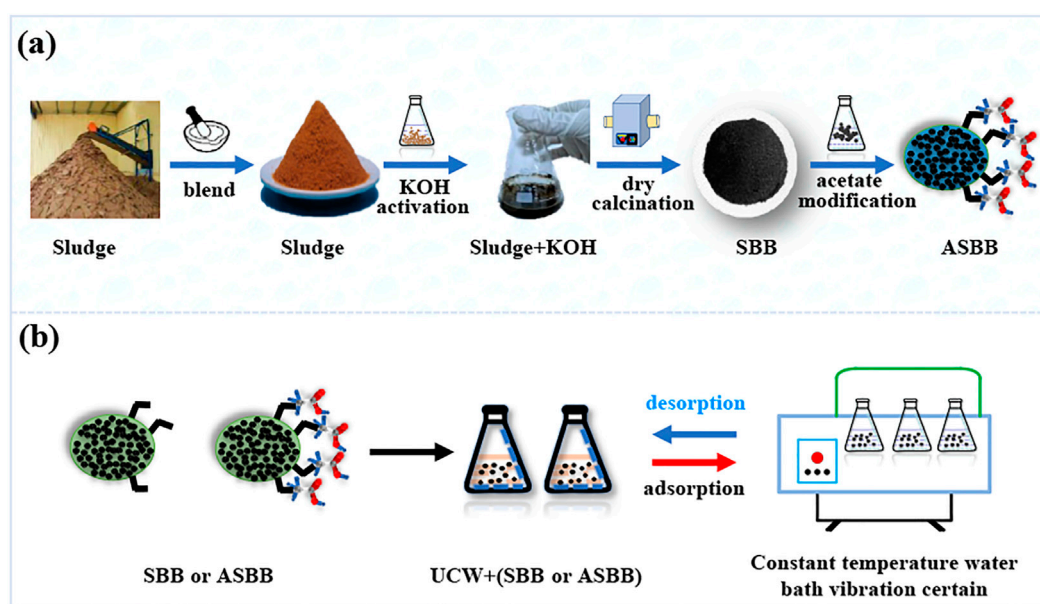 (a)
blend
KOH
activation
dry
calcination
acetate
modification
Sludge
Sludge
Sludge+KOH
SBB
ASBB
(b)
desorption
adsorption
SBB or ASBB
UCW+(SBB or ASBB)
Constant temperature water
bath vibration certain